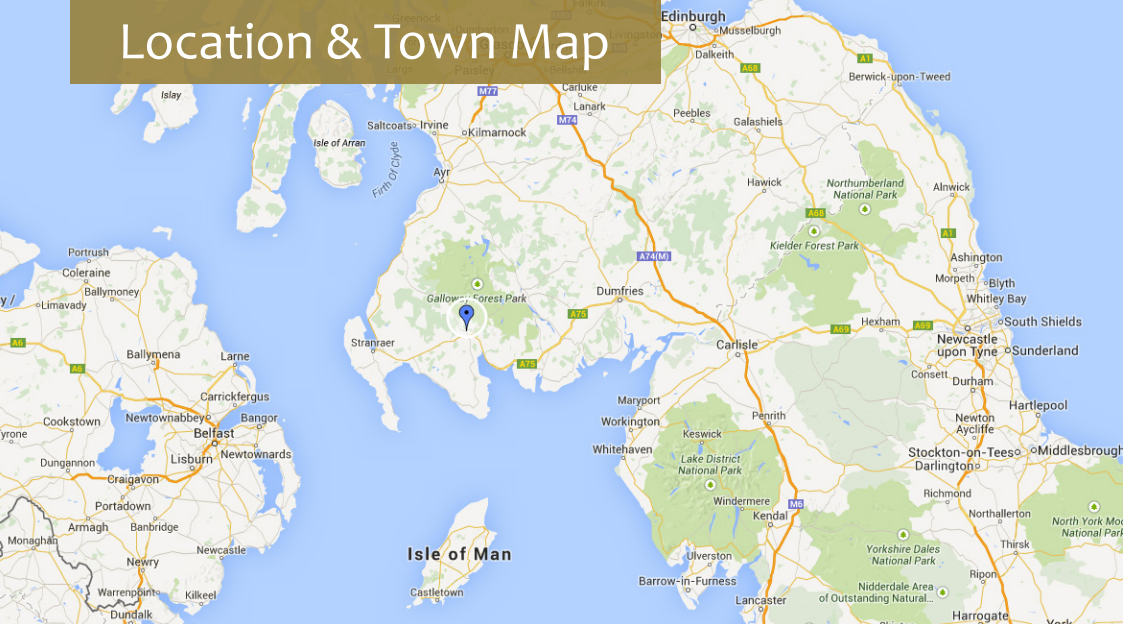 Location & Town Map
Greenock
Dumbarton
Falkirk
Livingston
Edinburgh
Musselburgh
Dalkeith
A68
A1
Berwick-upon-Tweed
Largs
Paisley
Bellshill
Islay
M77
Carluke
Lanark
M74
Peebles
Galashiels
Saltcoats
Irvine
Kilmarnock
Isle of Arran
Firth Of Clyde
Ayr
Hawick
Northumberland
National Park
Alnwick
A68
A1
Kielder Forest Park
Portrush
Coleraine
Ballymoney
Limavady
A74(M)
Ashington
Morpeth
Blyth
Whitley Bay
Galloway Forest Park
Dumfries
A75
A69
Hexham
A69
South Shields
Newcastle
upon Tyne
Sunderland
A6
Ballymena
Larne
A6
Stranraer
Carlisle
A75
Consett
Durham
Carrickfergus
Maryport
Workington
Penrith
Hartlepool
Newton
Aycliffe
Cookstown
Newtownabbey
Bangor
Belfast
Keswick
Whitehaven
Stockton-on-Tees
Middlesbrough
Darlington
Dungannon
Lisburn
Newtownards
Lake District
National Park
Craigavon
Portadown
Windermere
Kendal
M6
Richmond
Northallerton
North York Moo
National Park
Armagh
Banbridge
Monaghan
Newcastle
Isle of Man
Yorkshire Dales
National Park
Thirsk
Newry
Ulverston
Barrow-in-Furness
Ripon
Warrenpoint
Kilkeel
Castletown
Lancaster
Nidderdale Area
of Outstanding Natural...
Dundalk
Harrogate
York